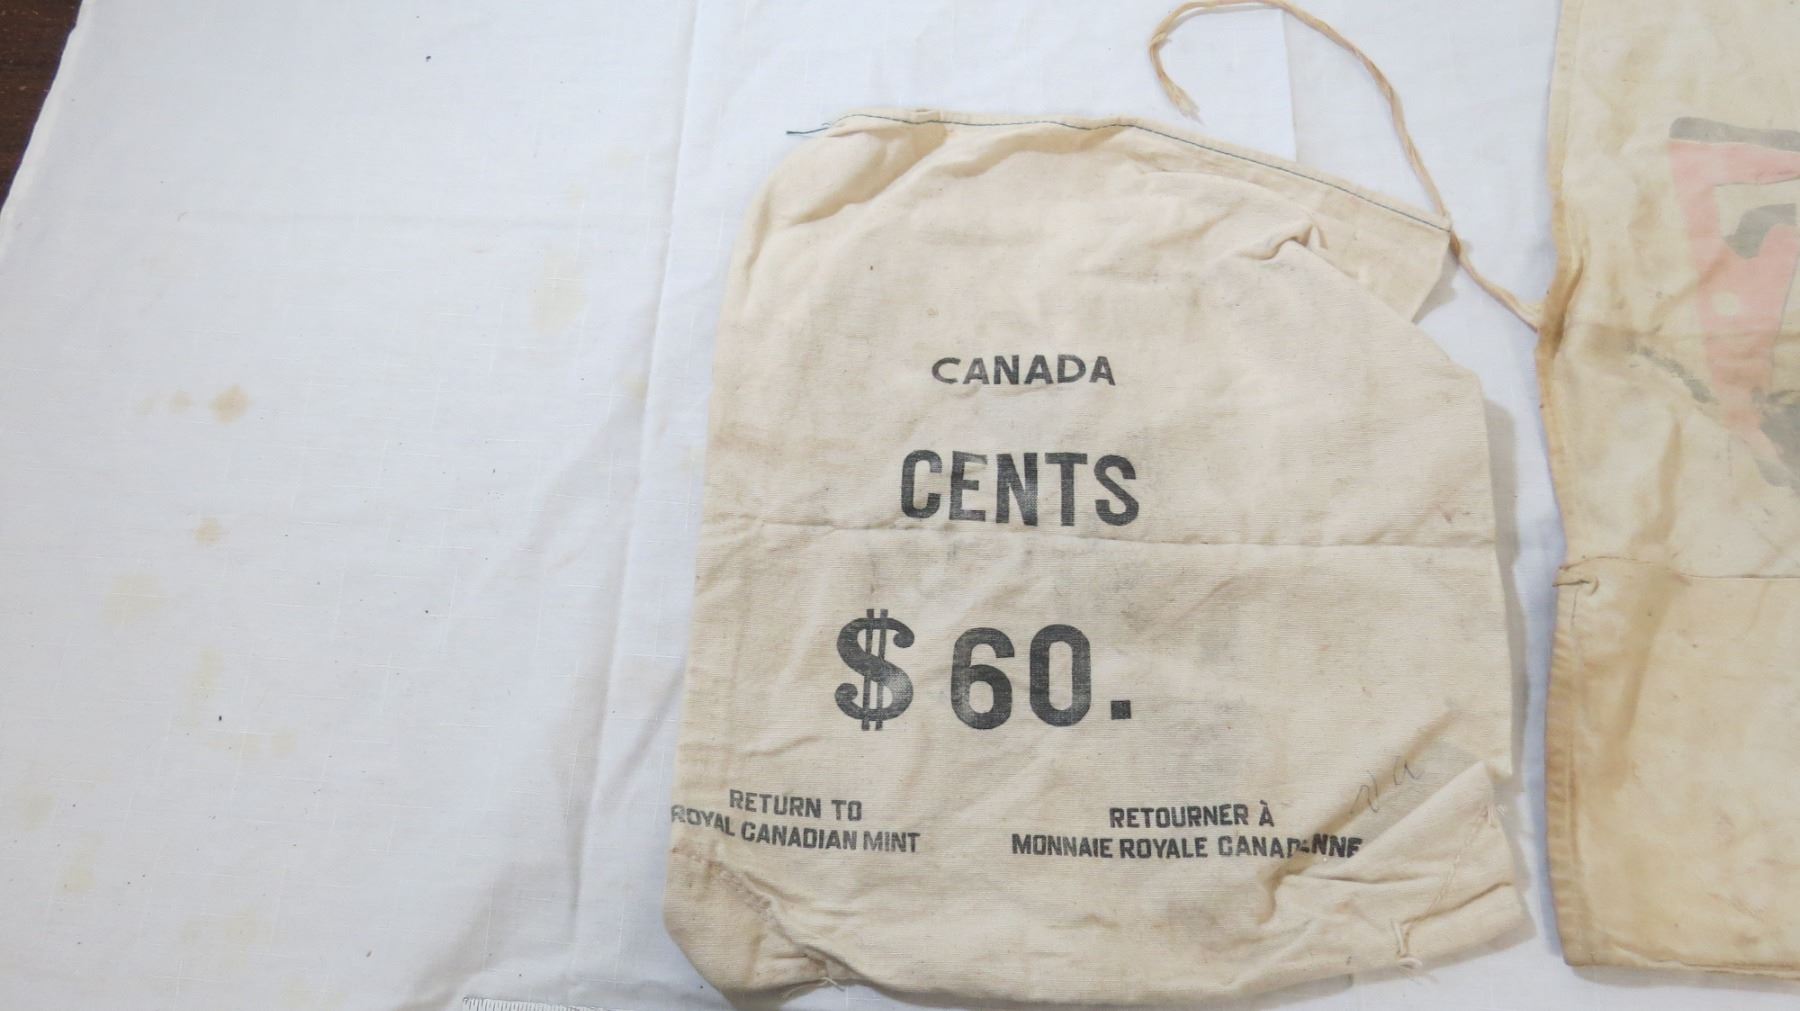 CANADA
CENTS
$ 60.
RETURN TO
ROYAL CANADIAN MINT
RETOURNER À
MONNAIE ROYALE